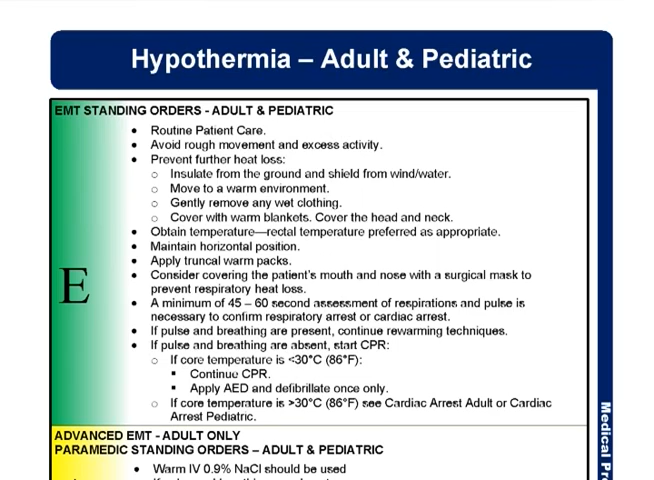 Hypothermia – Adult & Pediatric
EMT STANDING ORDERS - ADULT & PEDIATRIC
• Routine Patient Care.
• Avoid rough movement and excess activity.
• Prevent further heat loss:
o Insulate from the ground and shield from wind/water.
o Move to a warm environment.
o Gently remove any wet clothing.
o Cover with warm blankets. Cover the head and neck.
• Obtain temperature—rectal temperature preferred as appropriate.
• Maintain horizontal position.
• Apply truncal warm packs.
• Consider covering the patient's mouth and nose with a surgical mask to
prevent respiratory heat loss.
• A minimum of 45 – 60 second assessment of respirations and pulse is
necessary to confirm respiratory arrest or cardiac arrest.
• If pulse and breathing are present, continue rewarming techniques.
• If pulse and breathing are absent, start CPR:
o If core temperature is <30°C (86°F):
▪ Continue CPR.
▪ Apply AED and defibrillate once only.
o If core temperature is >30°C (86°F) see Cardiac Arrest Adult or Cardiac
Arrest Pediatric.
E
ADVANCED EMT - ADULT ONLY
PARAMEDIC STANDING ORDERS – ADULT & PEDIATRIC
• Warm IV 0.9% NaCl should be used
Medical Pro